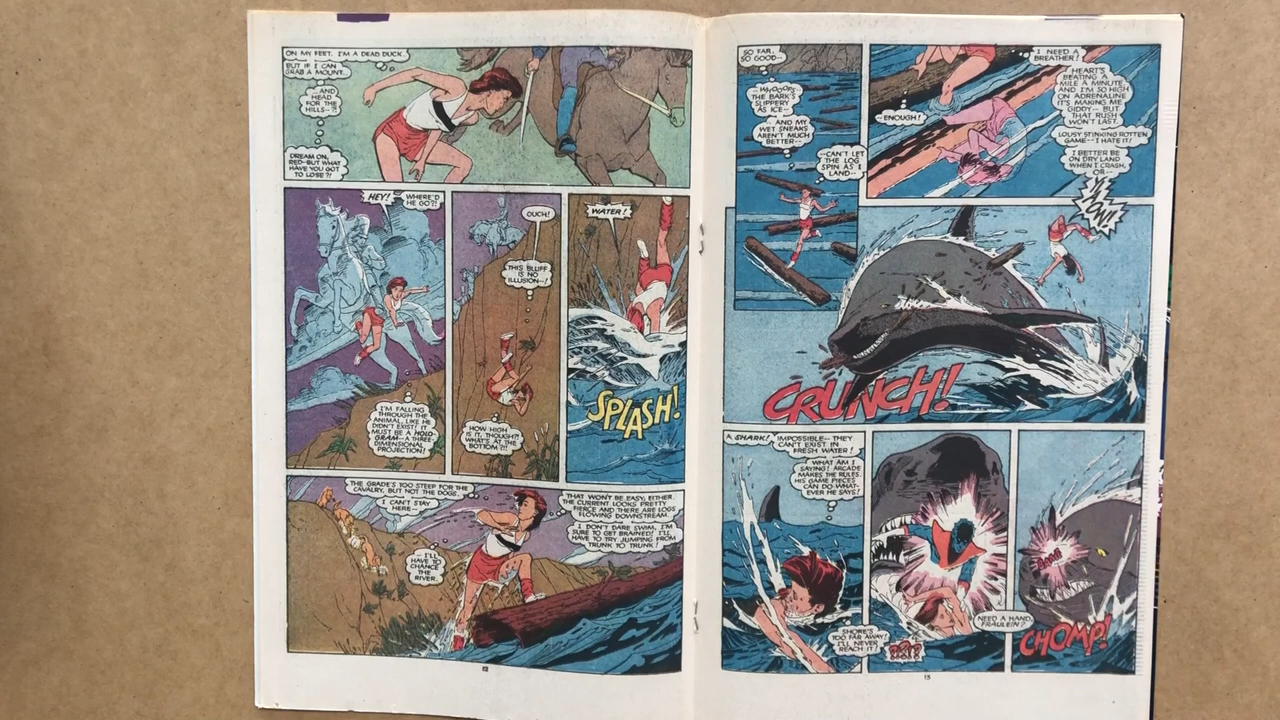 ON MY FEET, I'M A DEAD DUCK.
BUT IF I CAN
GRAB A MOUNT...
...AND
HEAD
FOR THE
HILLS--?
DREAM ON,
RED--BUT WHAT
HAVE YOU GOT
TO LOSE?!
HEY!
WHERE'D
HE GO?!
I'M FALLING
THROUGH THE
ANIMAL, LIKE HE
DIDN'T EXIST! IT
MUST BE A HOLO-
GRAM--A THREE-
DIMENSIONAL
PROJECTION!
OUCH!
THIS BLUFF
IS NO
ILLUSION--!
HOW HIGH
IS IT, THOUGH?!
WHAT'S AT THE
BOTTOM?!!
WATER!
SPLASH!
THE GRADE'S TOO STEEP FOR THE
CAVALRY, BUT NOT THE DOGS.
I CAN'T STAY
HERE--
--I'LL
HAVE TO
CHANCE
THE
RIVER.
THAT WON'T BE EASY, EITHER.
THE CURRENT LOOKS PRETTY
FIERCE AND THERE ARE LOGS
FLOWING DOWNSTREAM.
I DON'T DARE SWIM, I'M
SURE TO GET BRAINED! I'LL
HAVE TO TRY JUMPING FROM
TRUNK TO TRUNK!
12
SO FAR,
SO GOOD--
--WHOOOPS--
THE BARK'S
SLIPPERY
AS ICE--
--AND MY
WET SNEAKS
AREN'T MUCH
BETTER--
--CAN'T LET
THE LOG
SPIN AS I
LAND--
--ENOUGH!
I NEED A
BREATHER!
HEART'S
BEATING A
MILE A MINUTE
AND I'M SO HIGH
ON ADRENALINE
IT'S MAKING ME
GIDDY--BUT
THAT RUSH
WON'T LAST.
LOUSY STINKING ROTTEN
GAME--I HATE IT!
I BETTER BE
ON DRY LAND
WHEN I CRASH,
OR--
CRUNCH!
A SHARK!
IMPOSSIBLE--THEY
CAN'T EXIST IN
FRESH WATER!
WHAT AM I
SAYING! ARCADE
MAKES THE RULES.
HIS GAME PIECES
CAN DO WHAT-
EVER HE SAYS!
SHORE'S
TOO FAR AWAY!
I'LL NEVER
REACH IT!
??!?
NEED A HAND,
FRÄULEIN?
BAMF
CHOMP!
13